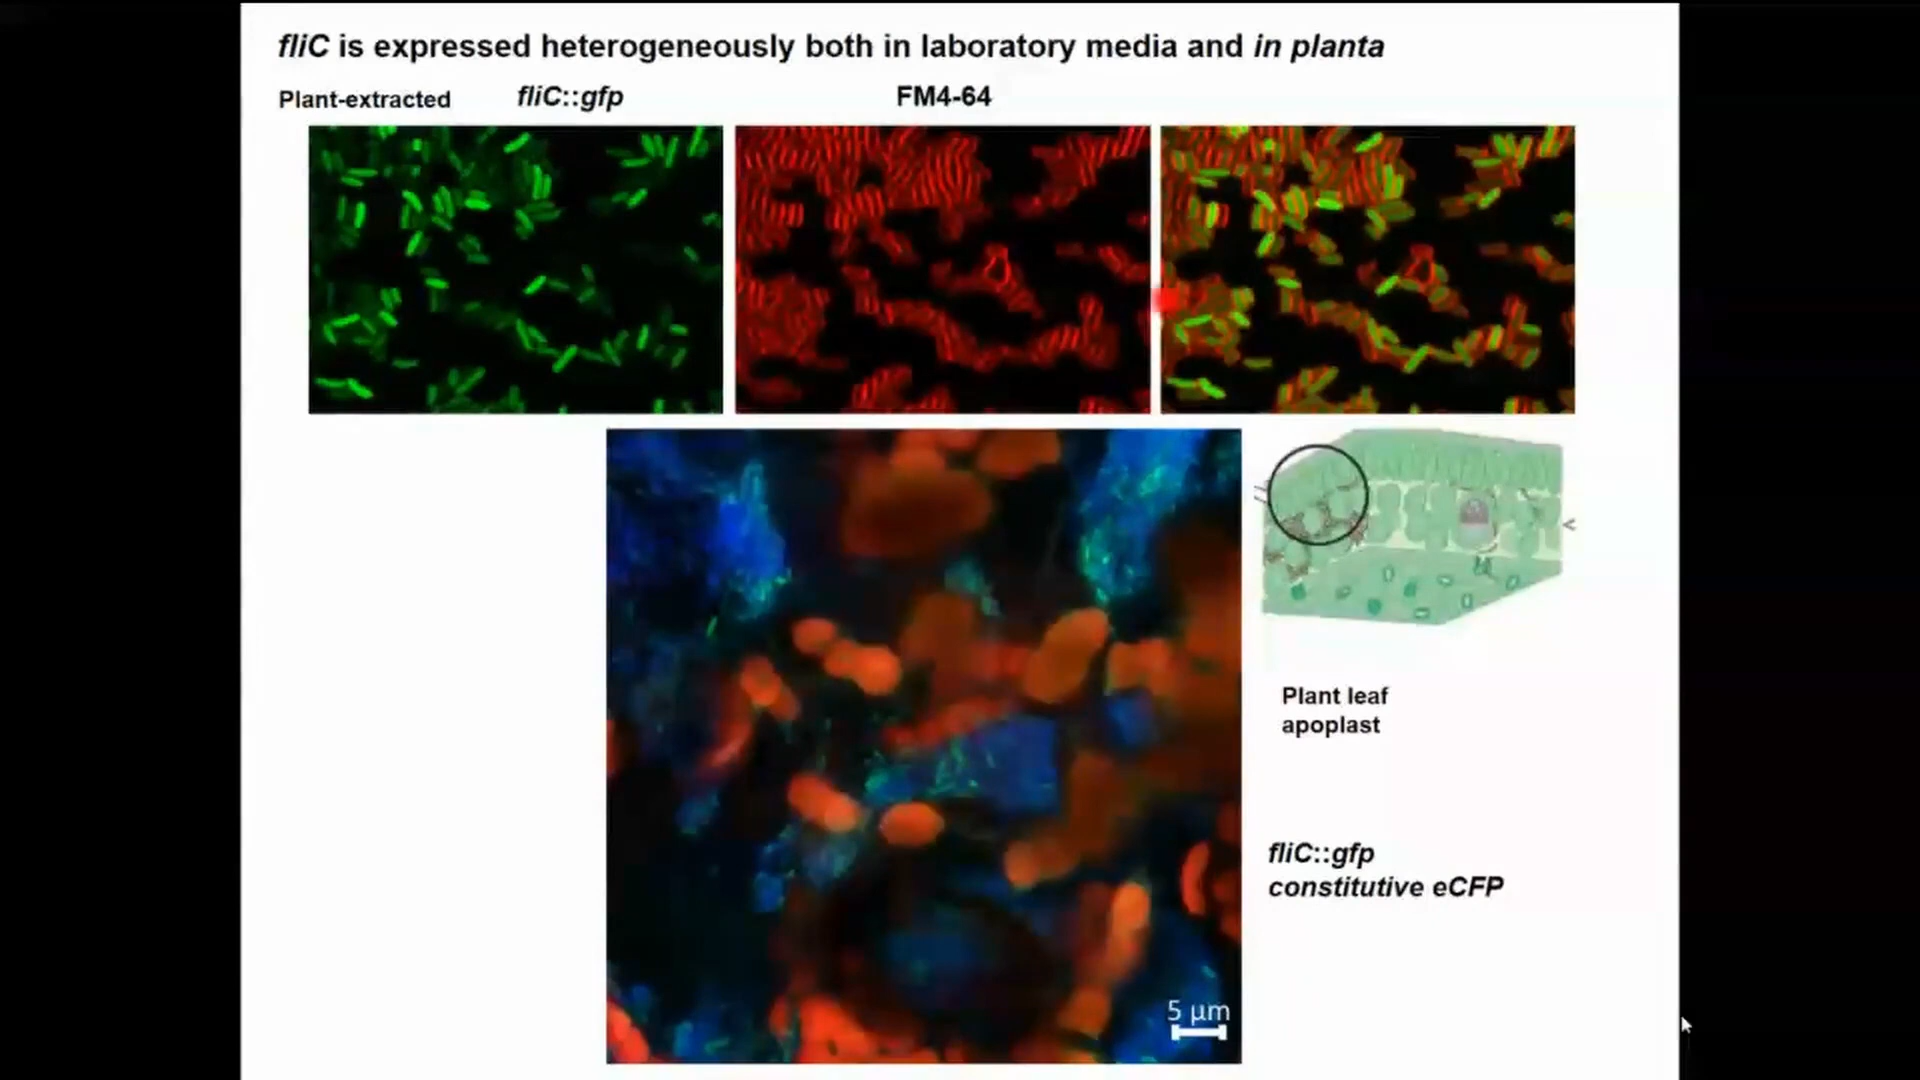 fliC is expressed heterogeneously both in laboratory media and in planta
Plant-extracted fliC::gfp FM4-64
Plant leaf
apoplast
fliC::gfp
constitutive eCFP
5 µm